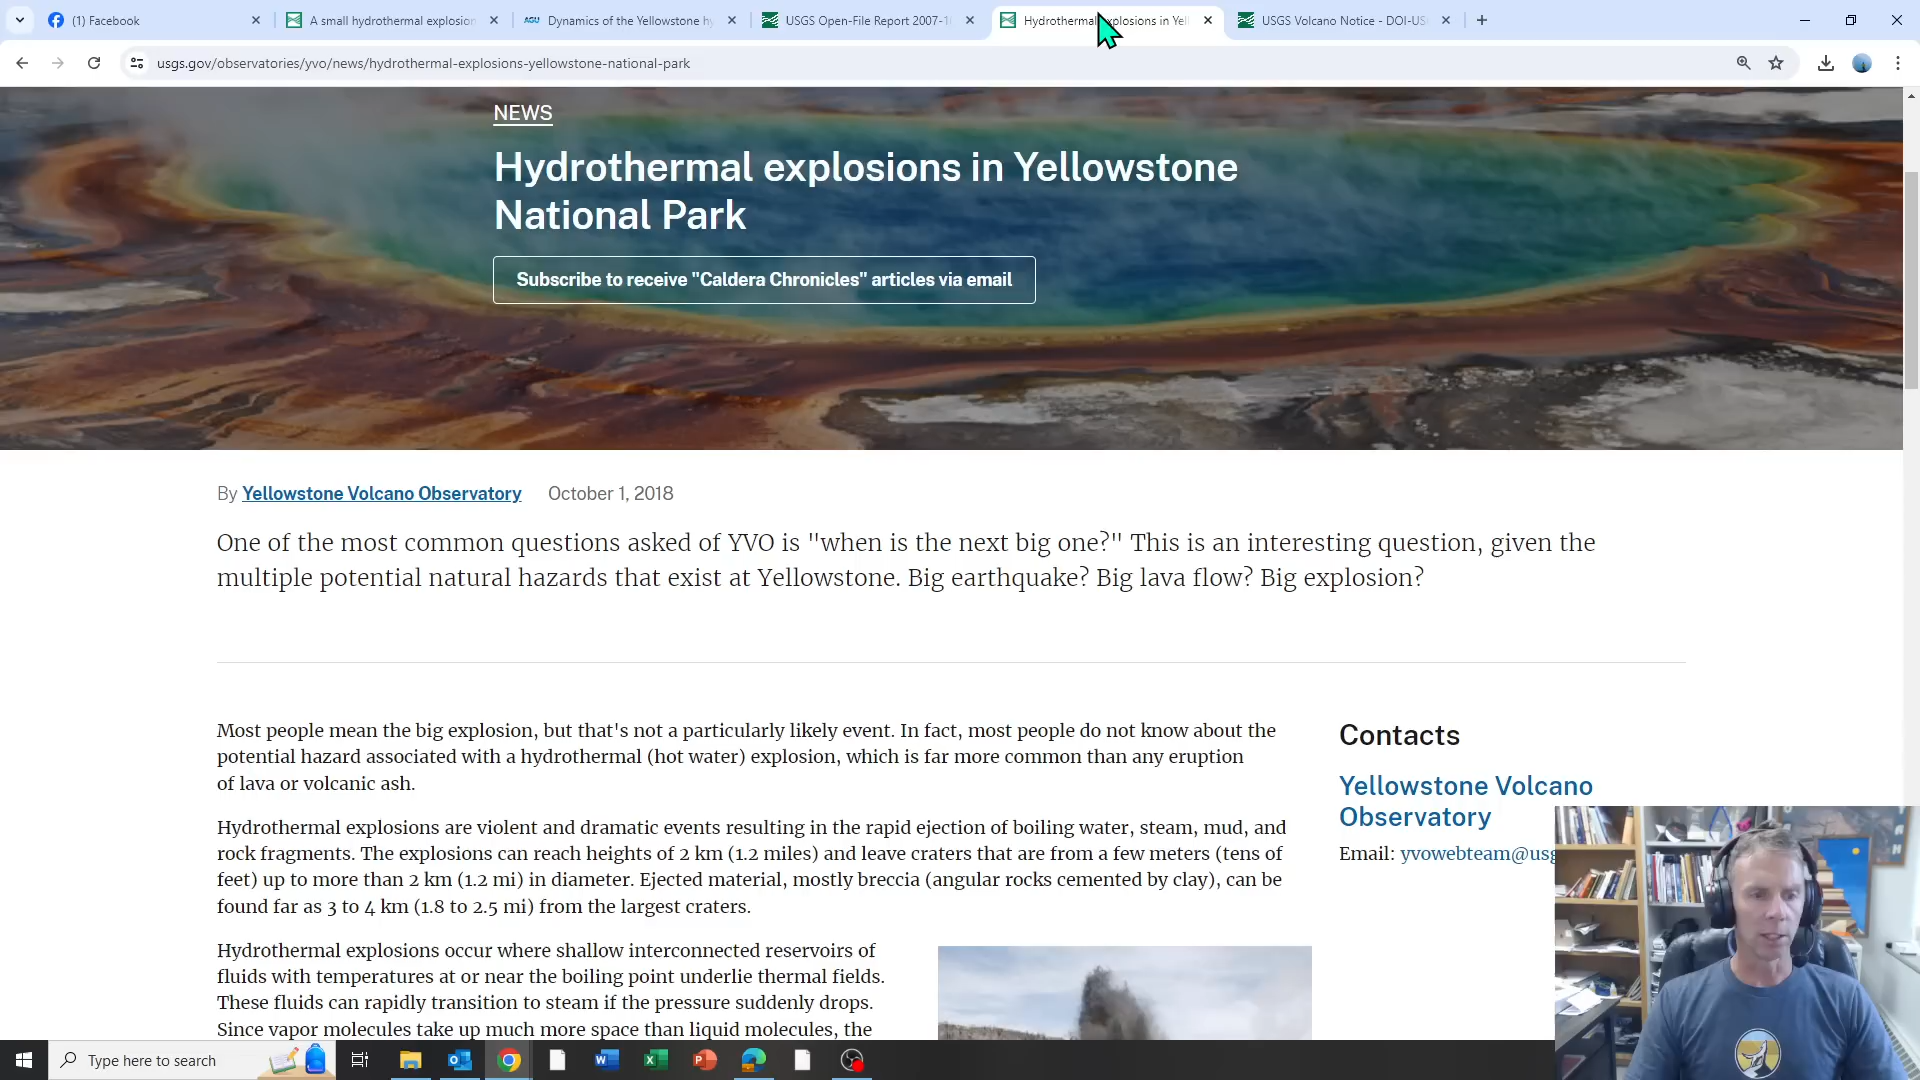 (1) Facebook
A small hydrothermal explosion
Dynamics of the Yellowstone hy
USGS Open-File Report 2007-1
Hydrothermal explosions in Yel
USGS Volcano Notice - DOI-US
usgs.gov/observatories/yvo/news/hydrothermal-explosions-yellowstone-national-park
NEWS
Hydrothermal explosions in Yellowstone
National Park
Subscribe to receive "Caldera Chronicles" articles via email
By Yellowstone Volcano Observatory October 1, 2018
One of the most common questions asked of YVO is "when is the next big one?" This is an interesting question, given the
multiple potential natural hazards that exist at Yellowstone. Big earthquake? Big lava flow? Big explosion?
Most people mean the big explosion, but that's not a particularly likely event. In fact, most people do not know about the
potential hazard associated with a hydrothermal (hot water) explosion, which is far more common than any eruption
of lava or volcanic ash.
Hydrothermal explosions are violent and dramatic events resulting in the rapid ejection of boiling water, steam, mud, and
rock fragments. The explosions can reach heights of 2 km (1.2 miles) and leave craters that are from a few meters (tens of
feet) up to more than 2 km (1.2 mi) in diameter. Ejected material, mostly breccia (angular rocks cemented by clay), can be
found far as 3 to 4 km (1.8 to 2.5 mi) from the largest craters.
Hydrothermal explosions occur where shallow interconnected reservoirs of
fluids with temperatures at or near the boiling point underlie thermal fields.
These fluids can rapidly transition to steam if the pressure suddenly drops.
Since vapor molecules take up much more space than liquid molecules, the
Contacts
Yellowstone Volcano
Observatory
Email: yvowebteam@usg
Type here to search